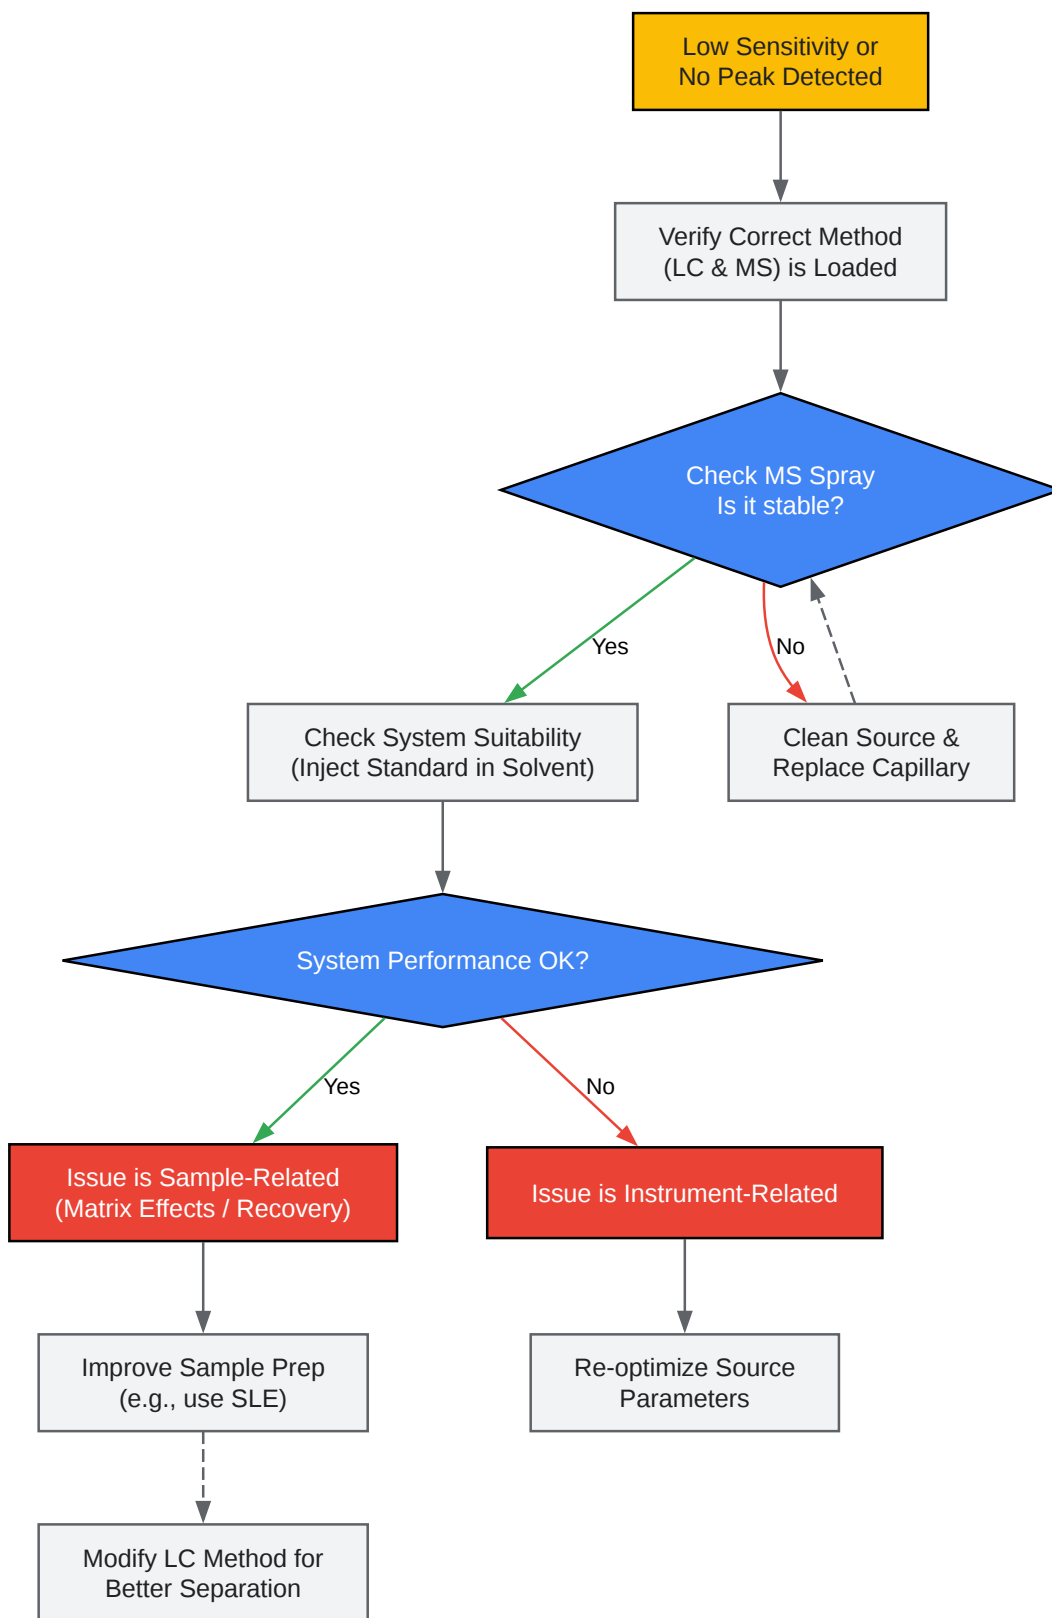 Low Sensitivity or
No Peak Detected
Verify Correct Method
(LC & MS) is Loaded
Check MS Spray
Is it stable?
Yes
No
Check System Suitability
(Inject Standard in Solvent)
Clean Source &
Replace Capillary
System Performance OK?
Yes
No
Issue is Sample-Related
(Matrix Effects / Recovery)
Issue is Instrument-Related
Improve Sample Prep
(e.g., use SLE)
Re-optimize Source
Parameters
Modify LC Method for
Better Separation